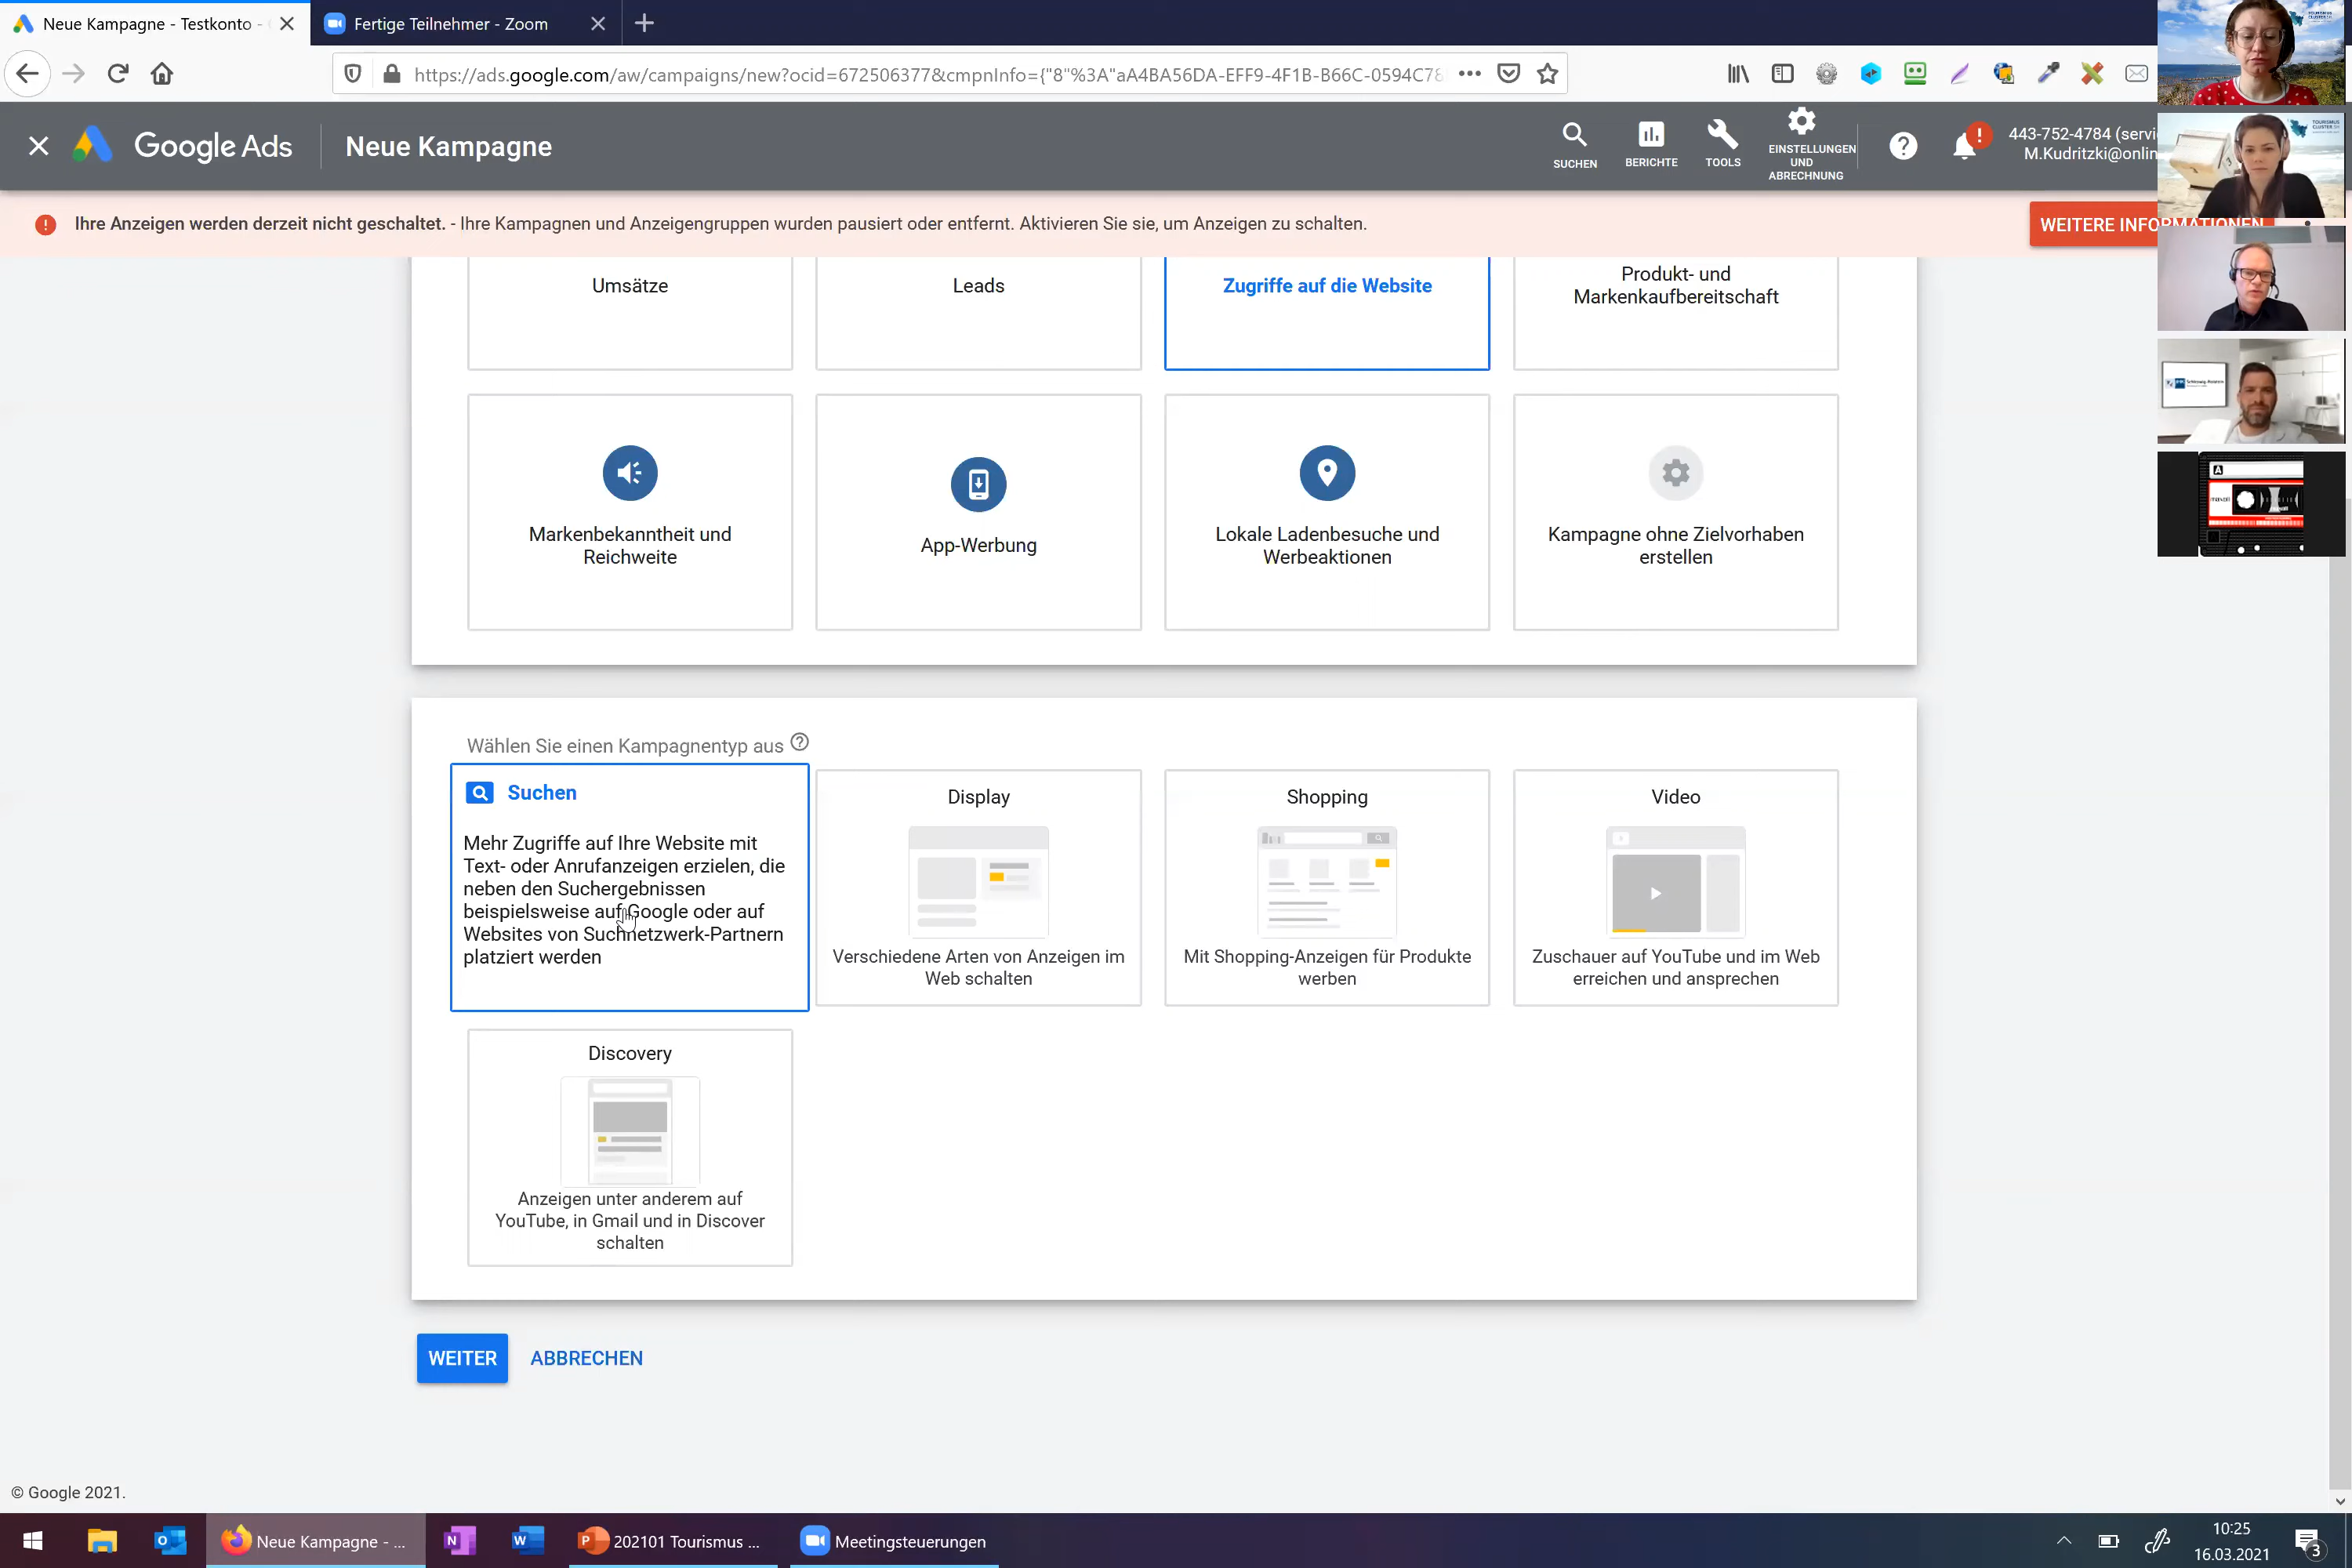 Neue Kampagne - Testkonto -
Fertige Teilnehmer - Zoom
https://ads.google.com/aw/campaigns/new?ocid=672506377&cmpnInfo={"8"%3A"aA4BA56DA-EFF9-4F1B-B66C-0594C78
Google Ads
Neue Kampagne
SUCHEN
BERICHTE
TOOLS
EINSTELLUNGEN
UND
ABRECHNUNG
443-752-4784 (servi
M.Kudritzki@onlin
Ihre Anzeigen werden derzeit nicht geschaltet. - Ihre Kampagnen und Anzeigengruppen wurden pausiert oder entfernt. Aktivieren Sie sie, um Anzeigen zu schalten.
WEITERE INFORMATIONEN
Umsätze
Leads
Zugriffe auf die Website
Produkt- und
Markenkaufbereitschaft
Markenbekanntheit und
Reichweite
App-Werbung
Lokale Ladenbesuche und
Werbeaktionen
Kampagne ohne Zielvorhaben
erstellen
Wählen Sie einen Kampagnentyp aus
Suchen
Mehr Zugriffe auf Ihre Website mit
Text- oder Anrufanzeigen erzielen, die
neben den Suchergebnissen
beispielsweise auf Google oder auf
Websites von Suchnetzwerk-Partnern
platziert werden
Display
Verschiedene Arten von Anzeigen im
Web schalten
Shopping
Mit Shopping-Anzeigen für Produkte
werben
Video
Zuschauer auf YouTube und im Web
erreichen und ansprechen
Discovery
Anzeigen unter anderem auf
YouTube, in Gmail und in Discover
schalten
WEITER
ABBRECHEN
© Google 2021.
Neue Kampagne - ...
202101 Tourismus ...
Meetingsteuerungen
10:25
16.03.2021
3